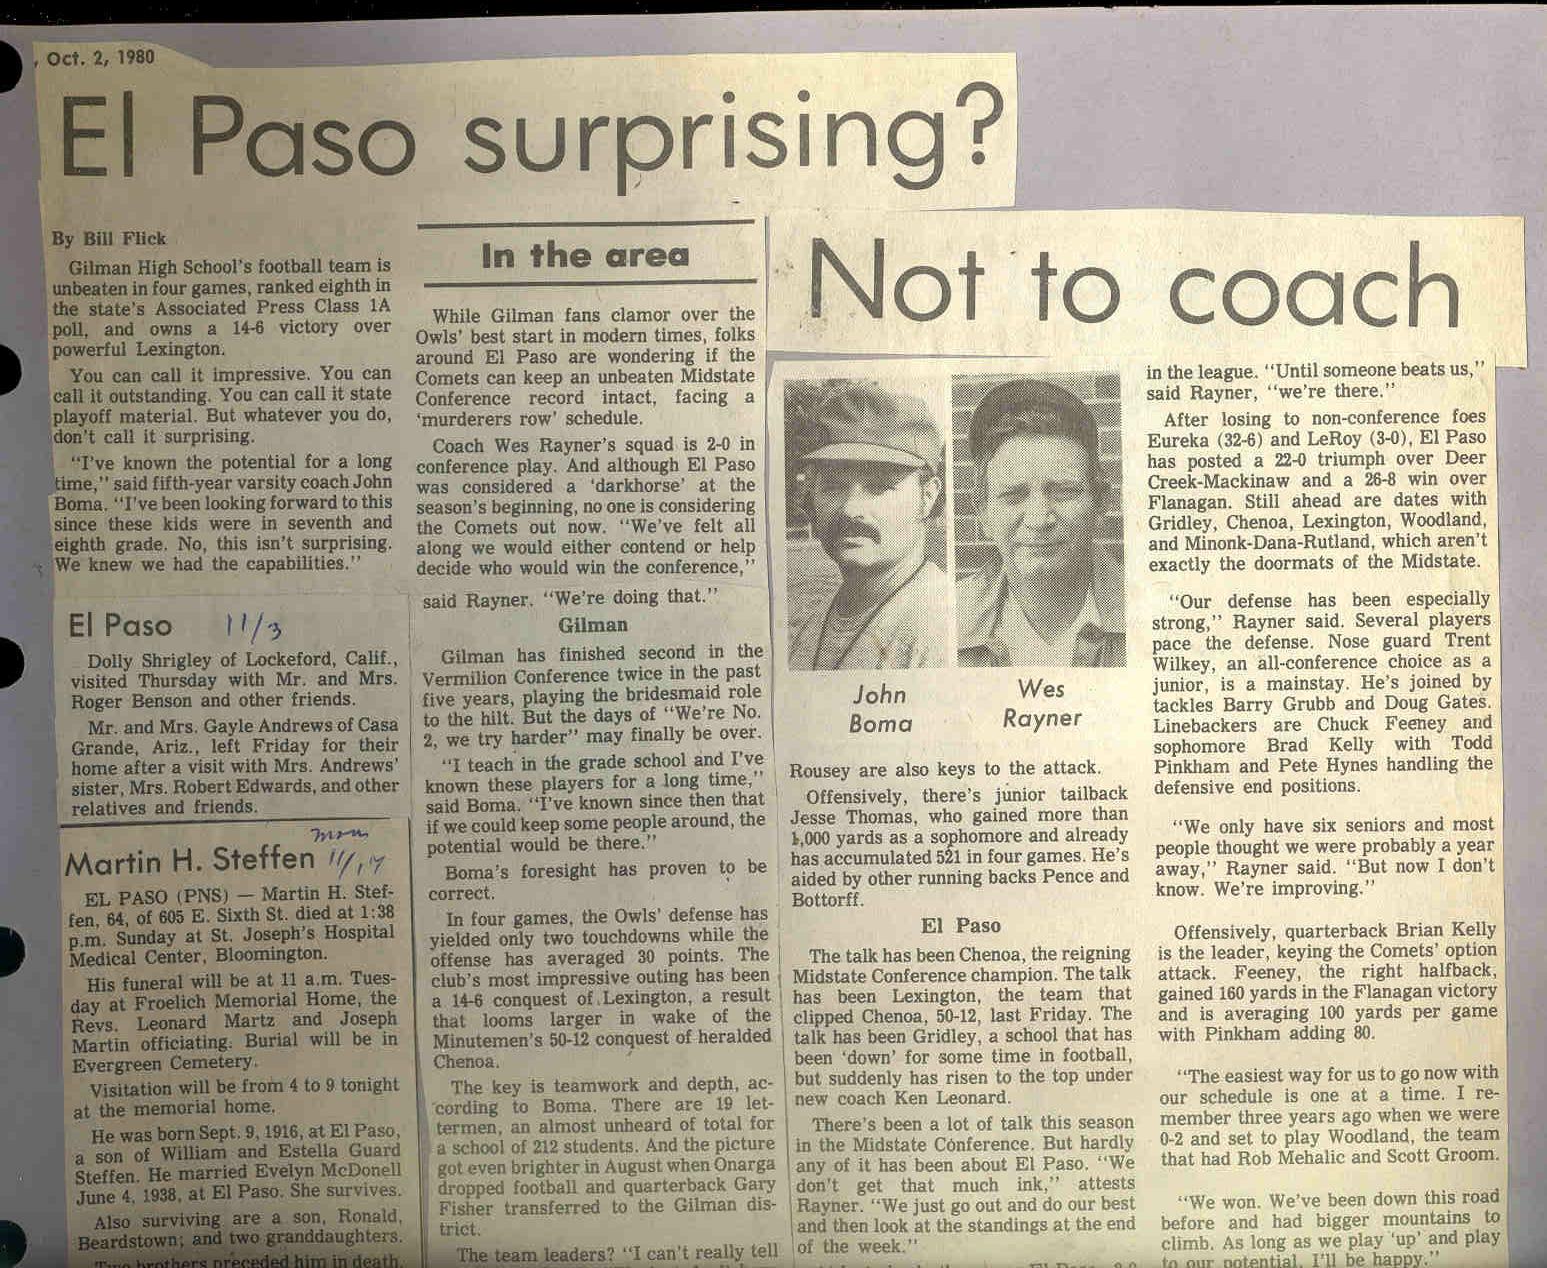 , Oct. 2, 1980
El Paso surprising?
By Bill Flick
Gilman High School's football team is
unbeaten in four games, ranked eighth in
the state's Associated Press Class 1A
poll, and owns a 14-6 victory over
powerful Lexington.
You can call it impressive. You can
call it outstanding. You can call it state
playoff material. But whatever you do,
don't call it surprising.
"I've known the potential for a long
time," said fifth-year varsity coach John
Boma. "I've been looking forward to this
since these kids were in seventh and
eighth grade. No, this isn't surprising.
We knew we had the capabilities."
El Paso 11/3
Dolly Shrigley of Lockeford, Calif.,
visited Thursday with Mr. and Mrs.
Roger Benson and other friends.
Mr. and Mrs. Gayle Andrews of Casa
Grande, Ariz., left Friday for their
home after a visit with Mrs. Andrews'
sister, Mrs. Robert Edwards, and other
relatives and friends.
Mon
Martin H. Steffen 11/17
EL PASO (PNS) — Martin H. Stef-
fen, 64, of 605 E. Sixth St. died at 1:38
p.m. Sunday at St. Joseph's Hospital
Medical Center, Bloomington.
His funeral will be at 11 a.m. Tues-
day at Froelich Memorial Home, the
Revs. Leonard Martz and Joseph
Martin officiating. Burial will be in
Evergreen Cemetery.
Visitation will be from 4 to 9 tonight
at the memorial home.
He was born Sept. 9, 1916, at El Paso,
a son of William and Estella Guard
Steffen. He married Evelyn McDonell
June 4, 1938, at El Paso. She survives.
Also surviving are a son, Ronald,
Beardstown; and two granddaughters.
Two brothers preceded him in death.
In the area
While Gilman fans clamor over the
Owls' best start in modern times, folks
around El Paso are wondering if the
Comets can keep an unbeaten Midstate
Conference record intact, facing a
'murderers row' schedule.
Coach Wes Rayner's squad is 2-0 in
conference play. And although El Paso
was considered a 'darkhorse' at the
season's beginning, no one is considering
the Comets out now. "We've felt all
along we would either contend or help
decide who would win the conference,"
said Rayner. "We're doing that."
Gilman
Gilman has finished second in the
Vermilion Conference twice in the past
five years, playing the bridesmaid role
to the hilt. But the days of "We're No.
2, we try harder" may finally be over.
"I teach in the grade school and I've
known these players for a long time,"
said Boma. "I've known since then that
if we could keep some people around, the
potential would be there."
Boma's foresight has proven to be
correct.
In four games, the Owls' defense has
yielded only two touchdowns while the
offense has averaged 30 points. The
club's most impressive outing has been
a 14-6 conquest of Lexington, a result
that looms larger in wake of the
Minutemen's 50-12 conquest of heralded
Chenoa.
The key is teamwork and depth, ac-
cording to Boma. There are 19 let-
termen, an almost unheard of total for
a school of 212 students. And the picture
got even brighter in August when Onarga
dropped football and quarterback Gary
Fisher transferred to the Gilman dis-
trict.
The team leaders? "I can't really tell
Not to coach
John
Boma
Wes
Rayner
Rousey are also keys to the attack.
Offensively, there's junior tailback
Jesse Thomas, who gained more than
1,000 yards as a sophomore and already
has accumulated 521 in four games. He's
aided by other running backs Pence and
Bottorff.
El Paso
The talk has been Chenoa, the reigning
Midstate Conference champion. The talk
has been Lexington, the team that
clipped Chenoa, 50-12, last Friday. The
talk has been Gridley, a school that has
been 'down' for some time in football,
but suddenly has risen to the top under
new coach Ken Leonard.
There's been a lot of talk this season
in the Midstate Conference. But hardly
any of it has been about El Paso. "We
don't get that much ink," attests
Rayner. "We just go out and do our best
and then look at the standings at the end
of the week."
in the league. "Until someone beats us,"
said Rayner, "we're there."
After losing to non-conference foes
Eureka (32-6) and LeRoy (3-0), El Paso
has posted a 22-0 triumph over Deer
Creek-Mackinaw and a 26-8 win over
Flanagan. Still ahead are dates with
Gridley, Chenoa, Lexington, Woodland,
and Minonk-Dana-Rutland, which aren't
exactly the doormats of the Midstate.
"Our defense has been especially
strong," Rayner said. Several players
pace the defense. Nose guard Trent
Wilkey, an all-conference choice as a
junior, is a mainstay. He's joined by
tackles Barry Grubb and Doug Gates.
Linebackers are Chuck Feeney and
sophomore Brad Kelly with Todd
Pinkham and Pete Hynes handling the
defensive end positions.
"We only have six seniors and most
people thought we were probably a year
away," Rayner said. "But now I don't
know. We're improving."
Offensively, quarterback Brian Kelly
is the leader, keying the Comets' option
attack. Feeney, the right halfback,
gained 160 yards in the Flanagan victory
and is averaging 100 yards per game
with Pinkham adding 80.
"The easiest way for us to go now with
our schedule is one at a time. I re-
member three years ago when we were
0-2 and set to play Woodland, the team
that had Rob Mehalic and Scott Groom.
"We won. We've been down this road
before and had bigger mountains to
climb. As long as we play 'up' and play
to our potential, I'll be happy."